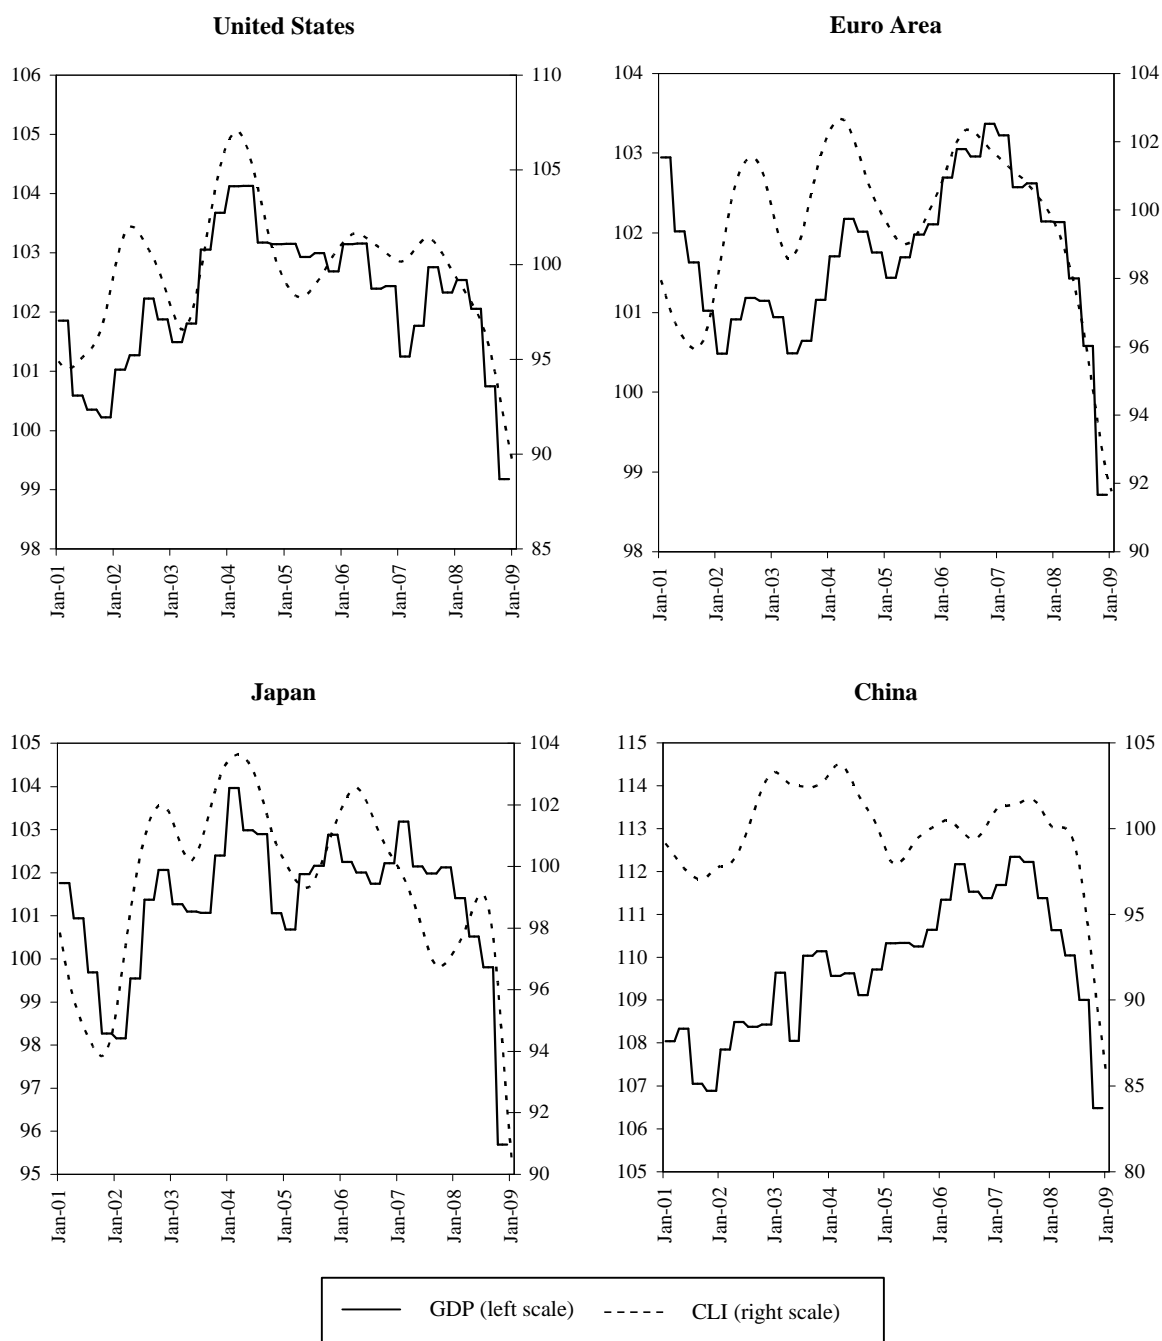 United States
Euro Area
106
105
104
103
102
101
100
99
98
110
105
100
95
90
85
Jan-01
Jan-02
Jan-03
Jan-04
Jan-05
Jan-06
Jan-07
Jan-08
Jan-09
104
103
102
101
100
99
98
104
102
100
98
96
94
92
90
Jan-01
Jan-02
Jan-03
Jan-04
Jan-05
Jan-06
Jan-07
Jan-08
Jan-09
Japan
China
105
104
103
102
101
100
99
98
97
96
95
104
102
100
98
96
94
92
90
Jan-01
Jan-02
Jan-03
Jan-04
Jan-05
Jan-06
Jan-07
Jan-08
Jan-09
115
114
113
112
111
110
109
108
107
106
105
105
100
95
90
85
80
Jan-01
Jan-02
Jan-03
Jan-04
Jan-05
Jan-06
Jan-07
Jan-08
Jan-09
GDP (left scale)
CLI (right scale)